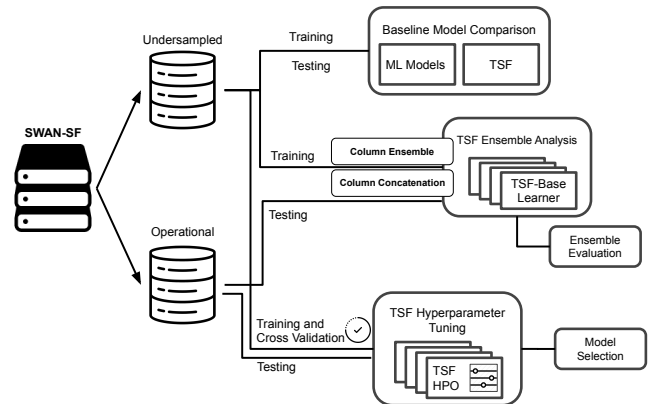 Undersampled
Training
Testing
Baseline Model Comparison
ML Models
TSF
SWAN-SF
Training
Column Ensemble
Column Concatenation
TSF Ensemble Analysis
TSF-Base
Learner
Testing
Operational
Ensemble
Evaluation
Training and
Cross Validation
Testing
TSF Hyperparameter
Tuning
TSF
HPO
Model
Selection